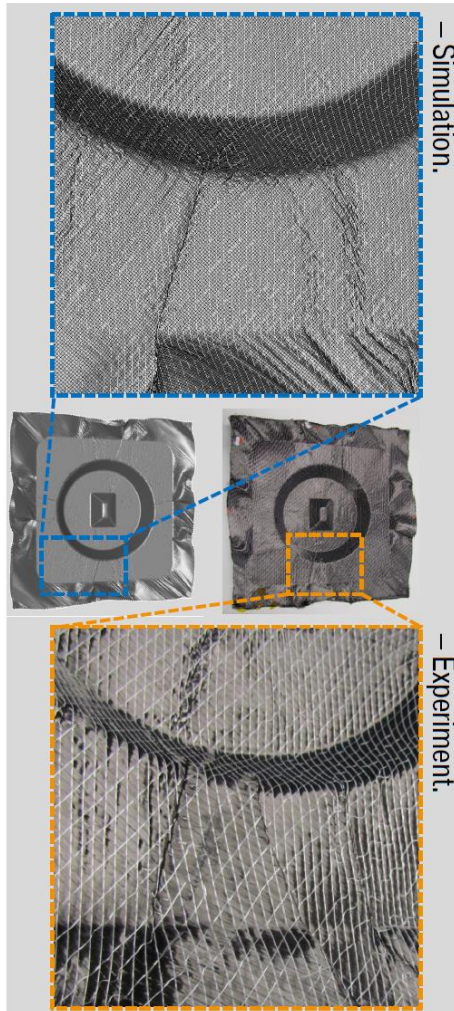 – Simulation.
– Experiment.